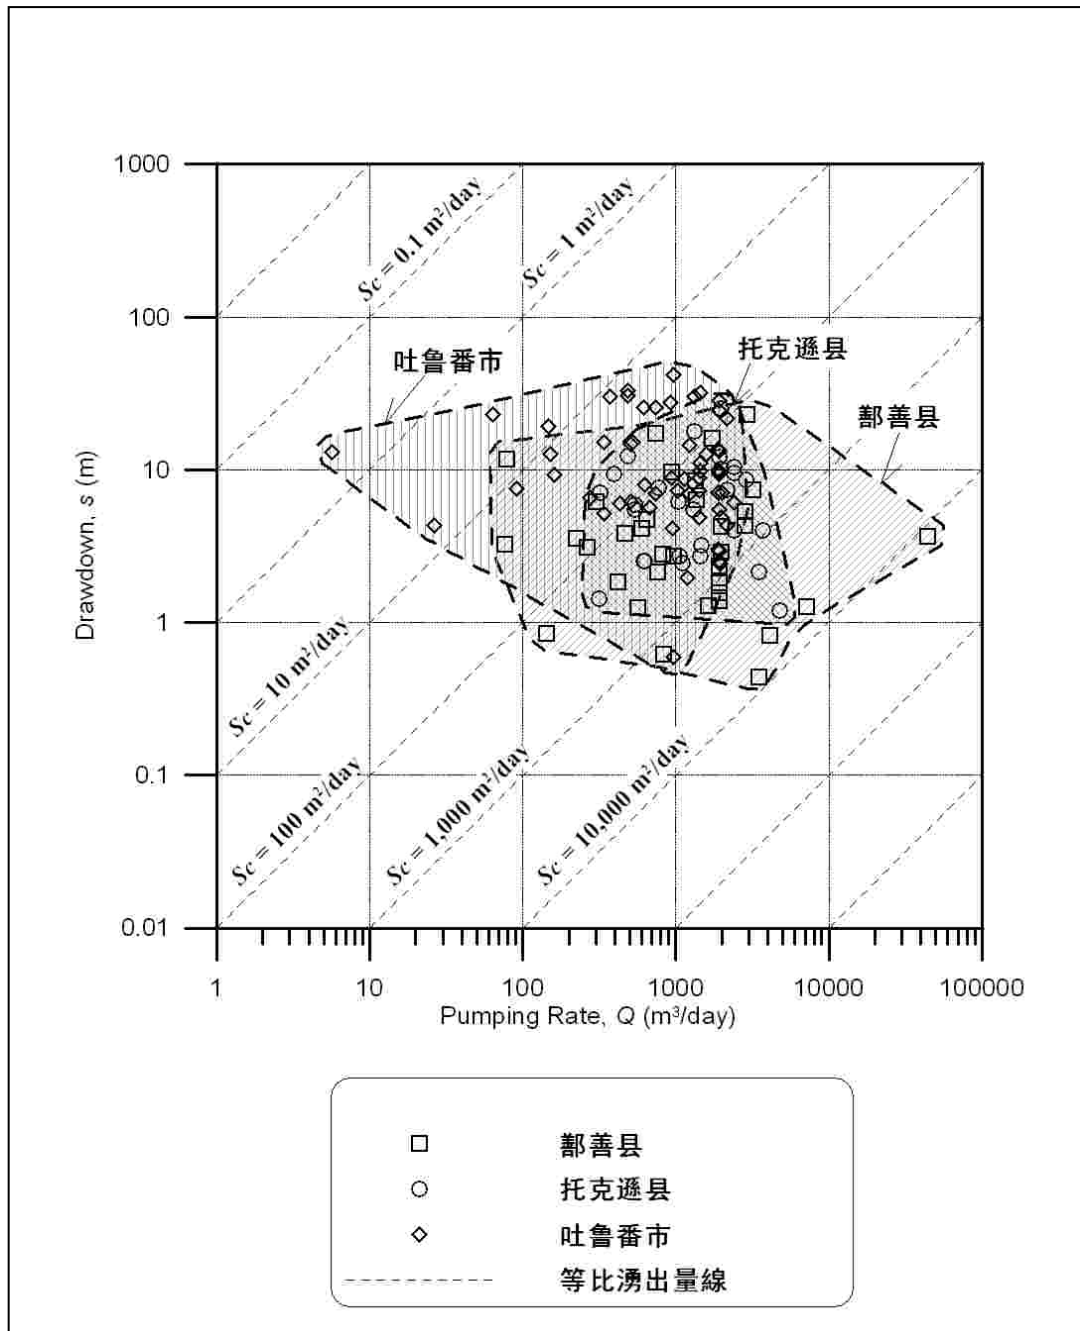 1000
Sc = 0.1 m²/day
Sc = 1 m²/day
100
托克遜县
吐鲁番市
鄯善县
10
Drawdown, s (m)
1
Sc = 10 m²/day
0.1
Sc = 100 m²/day
Sc = 1,000 m²/day
Sc = 10,000 m²/day
0.01
1 10 100 1000 10000 100000
Pumping Rate, Q (m³/day)
鄯善县
托克遜县
吐鲁番市
等比湧出量線